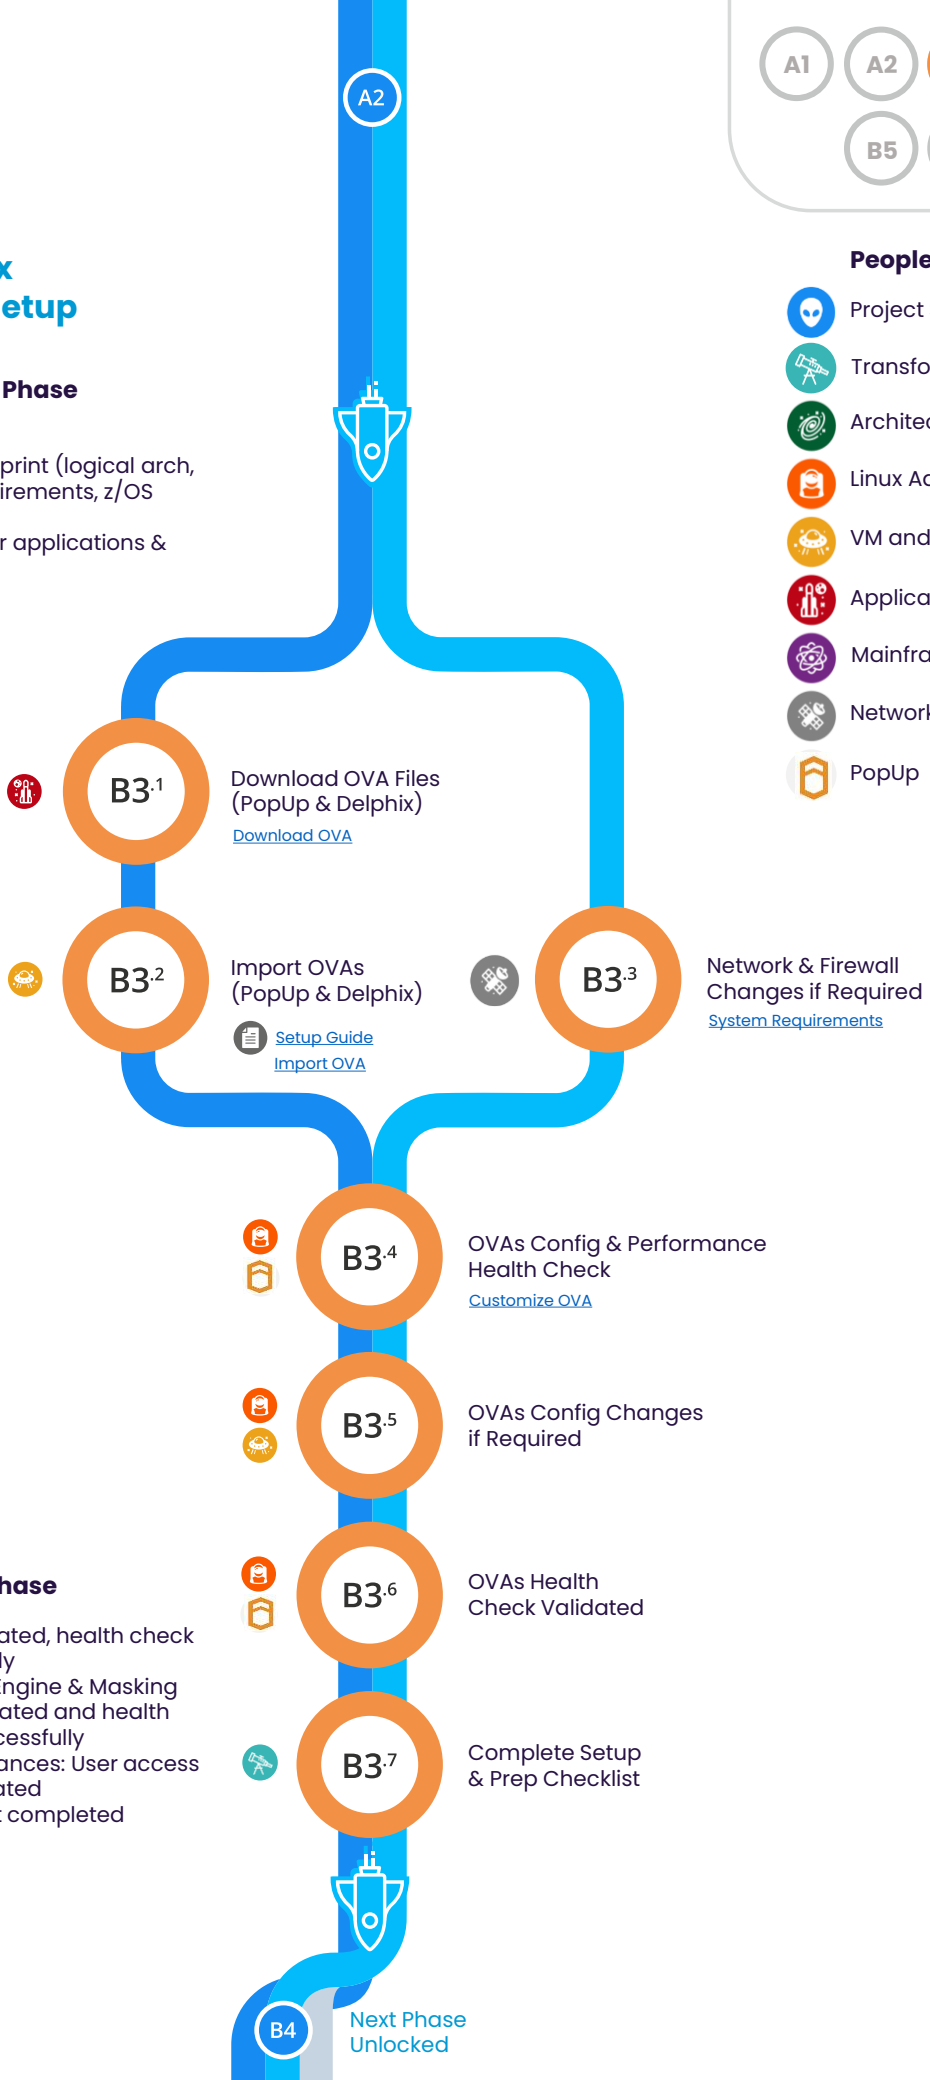 A1
A2
B5
A2
x
etup
Phase
print (logical arch,
irements, z/OS
r applications &
People
Project
Transfo
Architec
Linux Ad
VM and
Applica
Mainfra
Network
PopUp
B3.1
Download OVA Files
(PopUp & Delphix)
Download OVA
B3.2
Import OVAs
(PopUp & Delphix)
Setup Guide
Import OVA
B3.3
Network & Firewall
Changes if Required
System Requirements
B3.4
OVAs Config & Performance
Health Check
Customize OVA
B3.5
OVAs Config Changes
if Required
B3.6
OVAs Health
Check Validated
hase
ated, health check
ly
Engine & Masking
ated and health
cessfully
ances: User access
ated
t completed
B3.7
Complete Setup
& Prep Checklist
B4
Next Phase
Unlocked